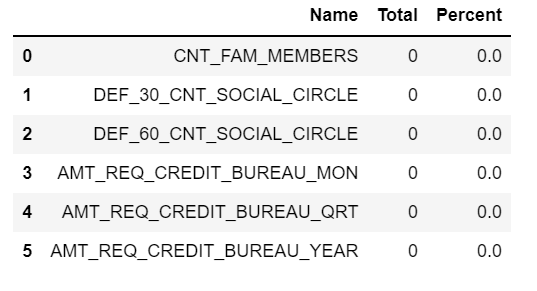 Name Total Percent
0 CNT_FAM_MEMBERS 0 0.0
1 DEF_30_CNT_SOCIAL_CIRCLE 0 0.0
2 DEF_60_CNT_SOCIAL_CIRCLE 0 0.0
3 AMT_REQ_CREDIT_BUREAU_MON 0 0.0
4 AMT_REQ_CREDIT_BUREAU_QRT 0 0.0
5 AMT_REQ_CREDIT_BUREAU_YEAR 0 0.0